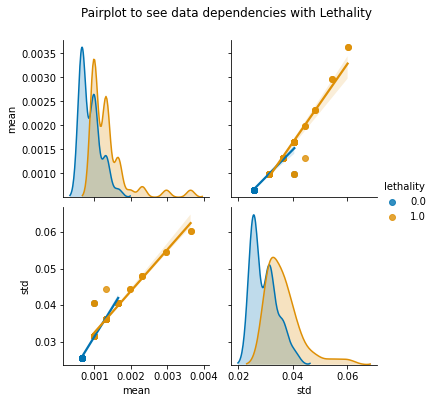 Pairplot to see data dependencies with Lethality
0.0035
0.0030
0.0025
0.0020
0.0015
0.0010
mean
lethality
0.0
1.0
0.06
0.05
0.04
0.03
std
0.001 0.002 0.003 0.004
mean
0.02 0.04 0.06
std